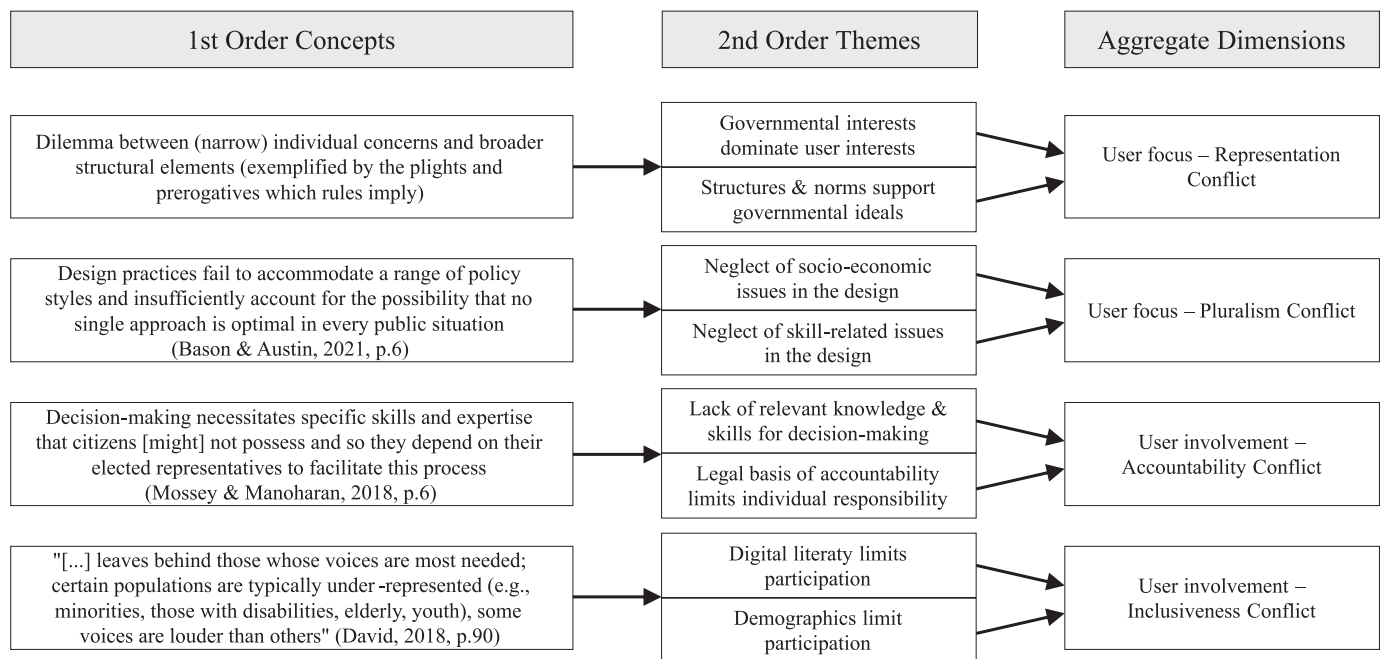 1st Order Concepts
2nd Order Themes
Aggregate Dimensions
Dilemma between (narrow) individual concerns and broader
structural elements (exemplified by the plights and
prerogatives which rules imply)
Governmental interests
dominate user interests
Structures & norms support
governmental ideals
User focus – Representation
Conflict
Design practices fail to accommodate a range of policy
styles and insufficiently account for the possibility that no
single approach is optimal in every public situation
(Bason & Austin, 2021, p.6)
Neglect of socio-economic
issues in the design
Neglect of skill-related issues
in the design
User focus – Pluralism Conflict
Decision-making necessitates specific skills and expertise
that citizens [might] not possess and so they depend on their
elected representatives to facilitate this process
(Mossey & Manoharan, 2018, p.6)
Lack of relevant knowledge &
skills for decision-making
Legal basis of accountability
limits individual responsibility
User involvement –
Accountability Conflict
"[...] leaves behind those whose voices are most needed;
certain populations are typically under-represented (e.g.,
minorities, those with disabilities, elderly, youth), some
voices are louder than others" (David, 2018, p.90)
Digital literaty limits
participation
Demographics limit
participation
User involvement –
Inclusiveness Conflict